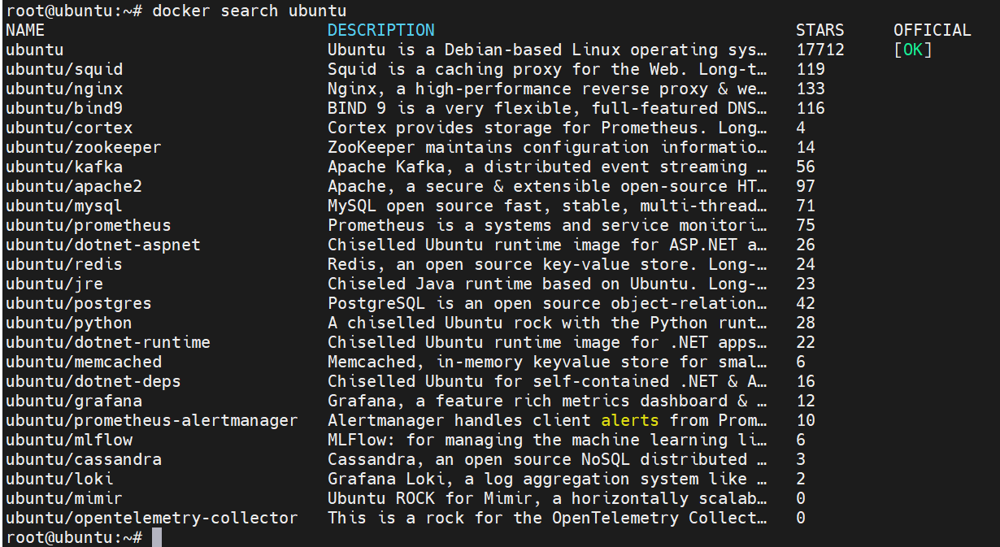 root@ubuntu:~# docker search ubuntu
NAME DESCRIPTION STARS OFFICIAL
ubuntu Ubuntu is a Debian-based Linux operating sys… 17712 [OK]
ubuntu/squid Squid is a caching proxy for the Web. Long-t… 119
ubuntu/nginx Nginx, a high-performance reverse proxy & we… 133
ubuntu/bind9 BIND 9 is a very flexible, full-featured DNS… 116
ubuntu/cortex Cortex provides storage for Prometheus. Long… 4
ubuntu/zookeeper ZooKeeper maintains configuration informatio… 14
ubuntu/kafka Apache Kafka, a distributed event streaming … 56
ubuntu/apache2 Apache, a secure & extensible open-source HT… 97
ubuntu/mysql MySQL open source fast, stable, multi-thread… 71
ubuntu/prometheus Prometheus is a systems and service monitori… 75
ubuntu/dotnet-aspnet Chiselled Ubuntu runtime image for ASP.NET a… 26
ubuntu/redis Redis, an open source key-value store. Long-… 24
ubuntu/jre Chiseled Java runtime based on Ubuntu. Long-… 23
ubuntu/postgres PostgreSQL is an open source object-relation… 42
ubuntu/python A chiselled Ubuntu rock with the Python runt… 28
ubuntu/dotnet-runtime Chiselled Ubuntu runtime image for .NET apps… 22
ubuntu/memcached Memcached, in-memory keyvalue store for smal… 6
ubuntu/dotnet-deps Chiselled Ubuntu for self-contained .NET & A… 16
ubuntu/grafana Grafana, a feature rich metrics dashboard & … 12
ubuntu/prometheus-alertmanager Alertmanager handles client alerts from Prom… 10
ubuntu/mlflow MLFlow: for managing the machine learning li… 6
ubuntu/cassandra Cassandra, an open source NoSQL distributed … 3
ubuntu/loki Grafana Loki, a log aggregation system like … 2
ubuntu/mimir Ubuntu ROCK for Mimir, a horizontally scalab… 0
ubuntu/opentelemetry-collector This is a rock for the OpenTelemetry Collect… 0
root@ubuntu:~#